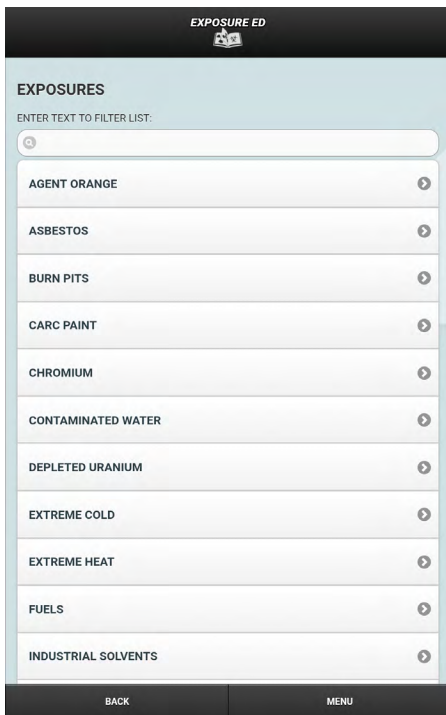 EXPOSURE ED
EXPOSURES
ENTER TEXT TO FILTER LIST:
AGENT ORANGE
ASBESTOS
BURN PITS
CARC PAINT
CHROMIUM
CONTAMINATED WATER
DEPLETED URANIUM
EXTREME COLD
EXTREME HEAT
FUELS
INDUSTRIAL SOLVENTS
BACK MENU